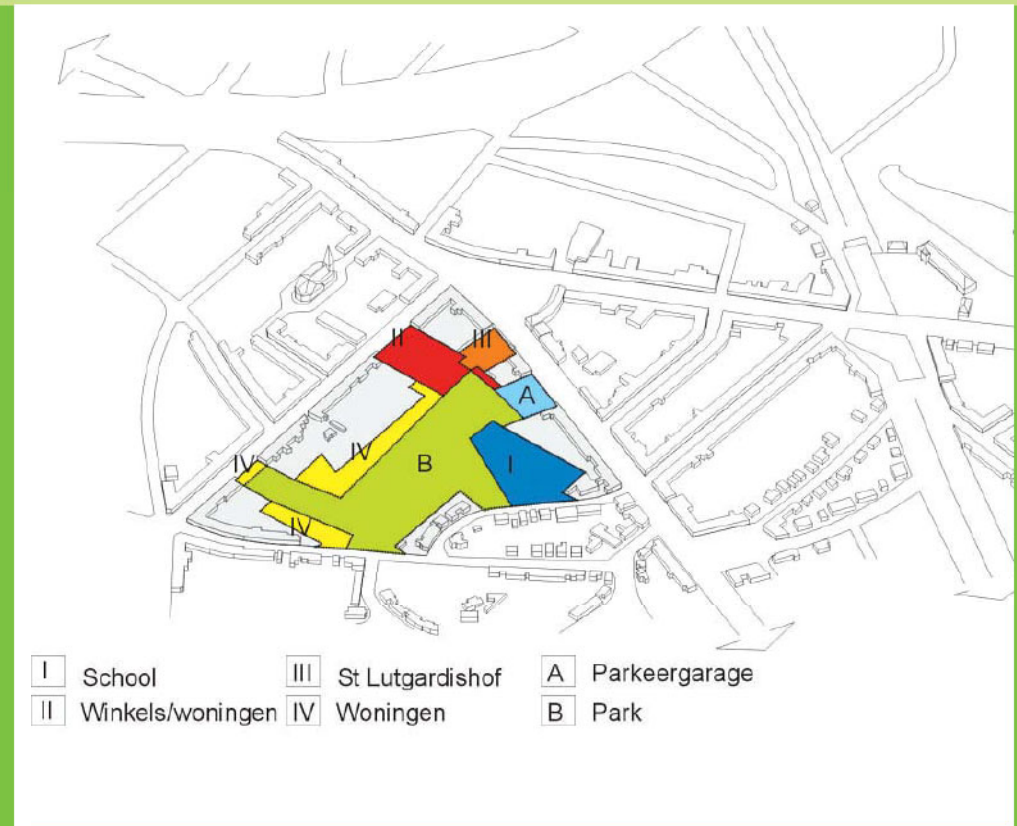 II
III
A
IV
B
I
IV
IV
I School III St Lutgardishof A Parkeergarage
II Winkels/woningen IV Woningen B Park